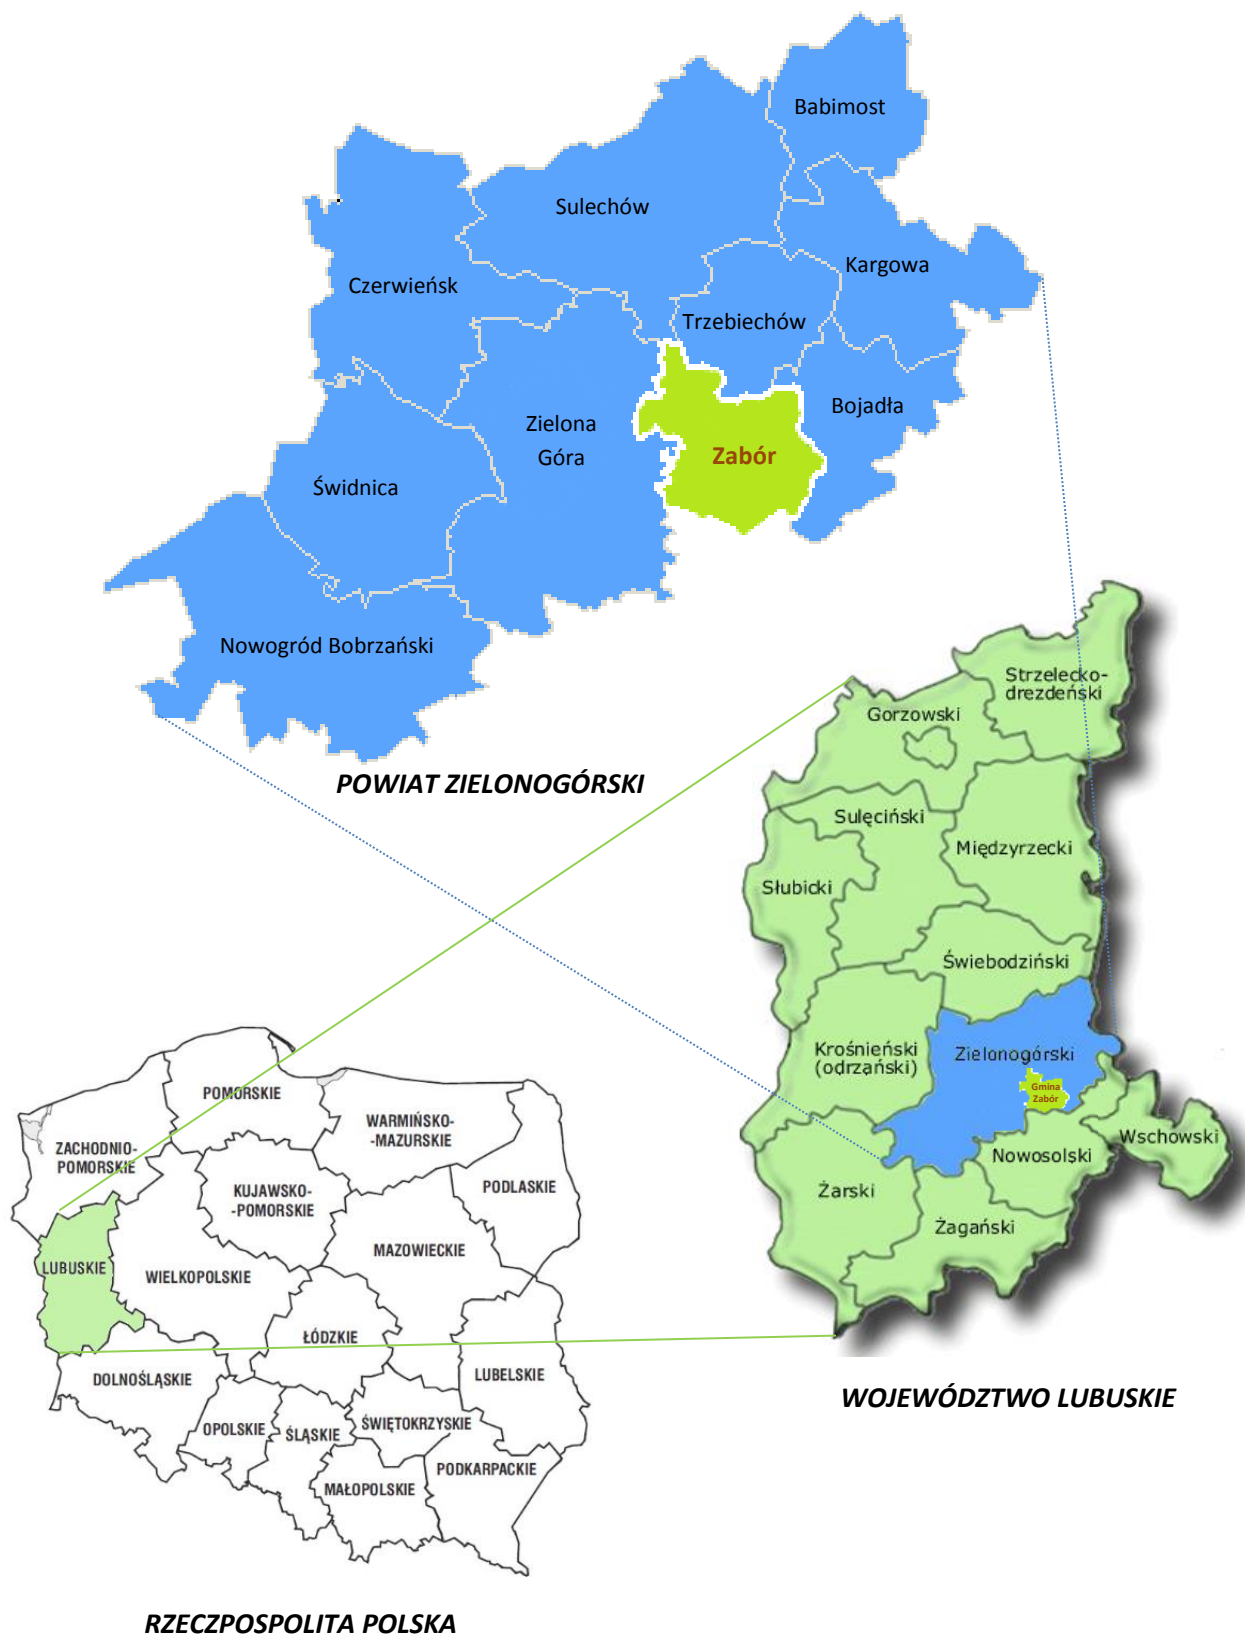 Babimost
Sulechów
Kargowa
Czerwieńsk
Trzebiechów
Bojadła
Zielona
Góra
Zabór
Świdnica
Nowogród Bobrzański
POWIAT ZIELONOGÓRSKI
Strzelecko-
drezdeński
Gorzowski
Sulęciński
Międzyrzecki
Słubicki
Świebodziński
Krośnieński
(odrzański)
Zielonogórski
Gmina
Zabór
Wschowski
Nowosolski
Żarski
Żagański
WOJEWÓDZTWO LUBUSKIE
POMORSKIE
WARMIŃSKO-
-MAZURSKIE
ZACHODNIO-
POMORSKIE
KUJAWSKO-
-POMORSKIE
PODLASKIE
MAZOWIECKIE
LUBUSKIE
WIELKOPOLSKIE
ŁÓDZKIE
DOLNOŚLĄSKIE
LUBELSKIE
OPOLSKIE
ŚLĄSKIE
ŚWIĘTOKRZYSKIE
PODKARPACKIE
MAŁOPOLSKIE
RZECZPOSPOLITA POLSKA